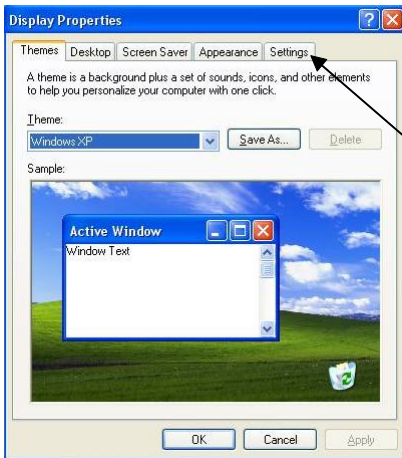 Display Properties
Themes Desktop Screen Saver Appearance Settings
A theme is a background plus a set of sounds, icons, and other elements
to help you personalize your computer with one click.
Theme:
Windows XP Save As... Delete
Sample:
Active Window
Window Text
OK Cancel Apply